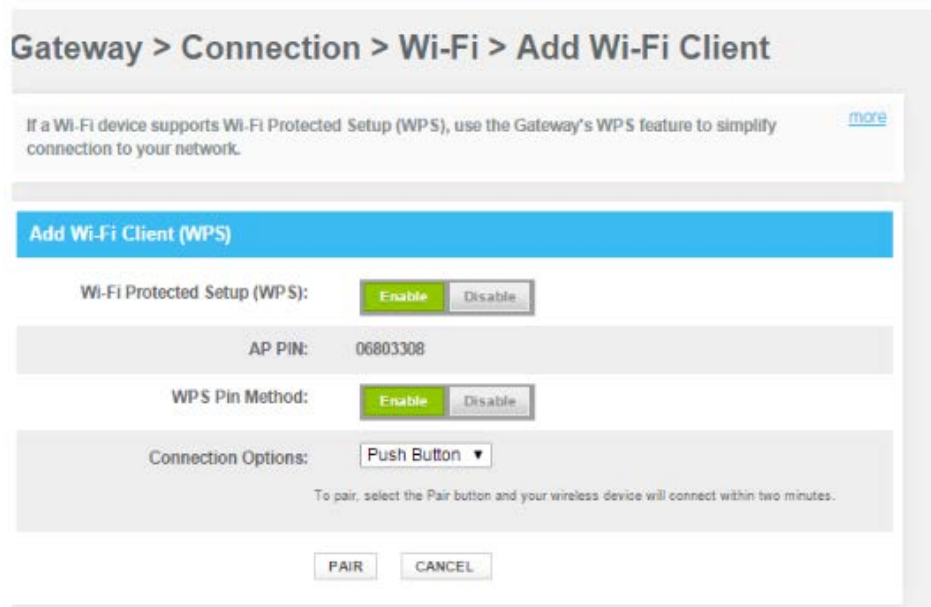 Gateway > Connection > Wi-Fi > Add Wi-Fi Client
If a Wi-Fi device supports Wi-Fi Protected Setup (WPS), use the Gateway's WPS feature to simplify
connection to your network.
more
Add Wi-Fi Client (WPS)
Wi-Fi Protected Setup (WPS): Enable Disable
AP PIN: 06803308
WPS Pin Method: Enable Disable
Connection Options: Push Button ▼
To pair, select the Pair button and your wireless device will connect within two minutes.
PAIR CANCEL